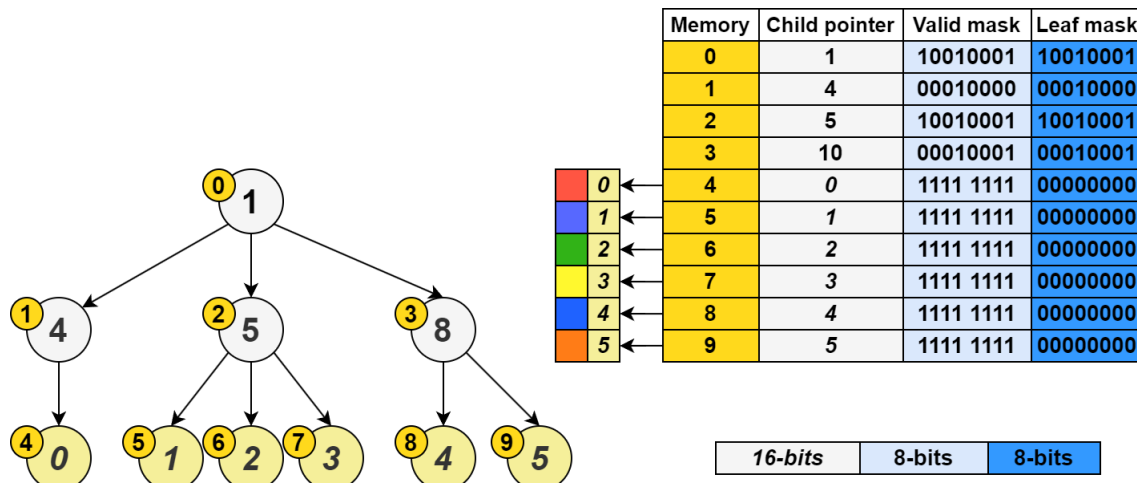 Memory Child pointer Valid mask Leaf mask
0 1 10010001 10010001
1 4 00010000 00010000
2 5 10010001 10010001
3 10 00010001 00010001
0 4 0 1111 1111 00000000
1 5 1 1111 1111 00000000
2 6 2 1111 1111 00000000
3 7 3 1111 1111 00000000
4 8 4 1111 1111 00000000
5 9 5 1111 1111 00000000
0 1
1 4 2 5 3 8
4 0 5 1 6 2 7 3 8 4 9 5
16-bits 8-bits 8-bits